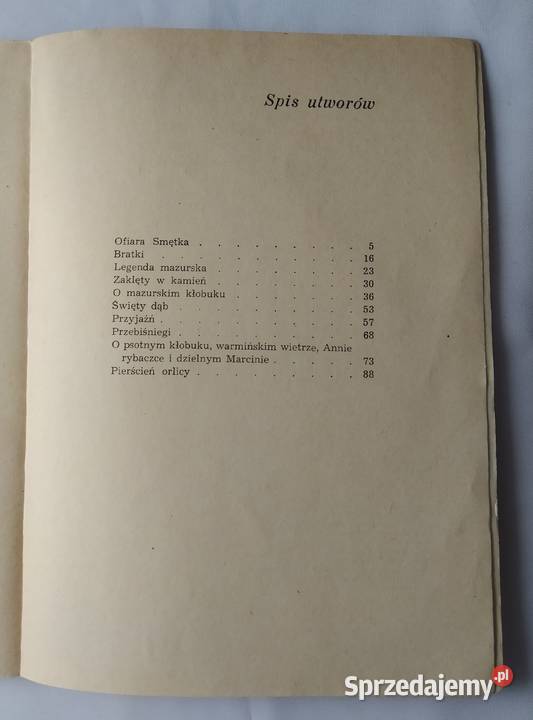 Spis utworów
Ofiara Smętka . . . . . . . . . 5
Bratki . . . . . . . . . . 16
Legenda mazurska . . . . . . . . 23
Zaklęty w kamień . . . . . . . . 30
O mazurskim kłobuku . . . . . . . 36
Święty dąb . . . . . . . . . 53
Przyjaźń . . . . . . . . . . 57
Przebiśniegi . . . . . . . . . 68
O psotnym kłobuku, warmińskim wietrze, Annie
rybaczce i dzielnym Marcinie . . . . . 73
Pierścień orlicy . . . . . . . . 88
Sprzedajemy.pl